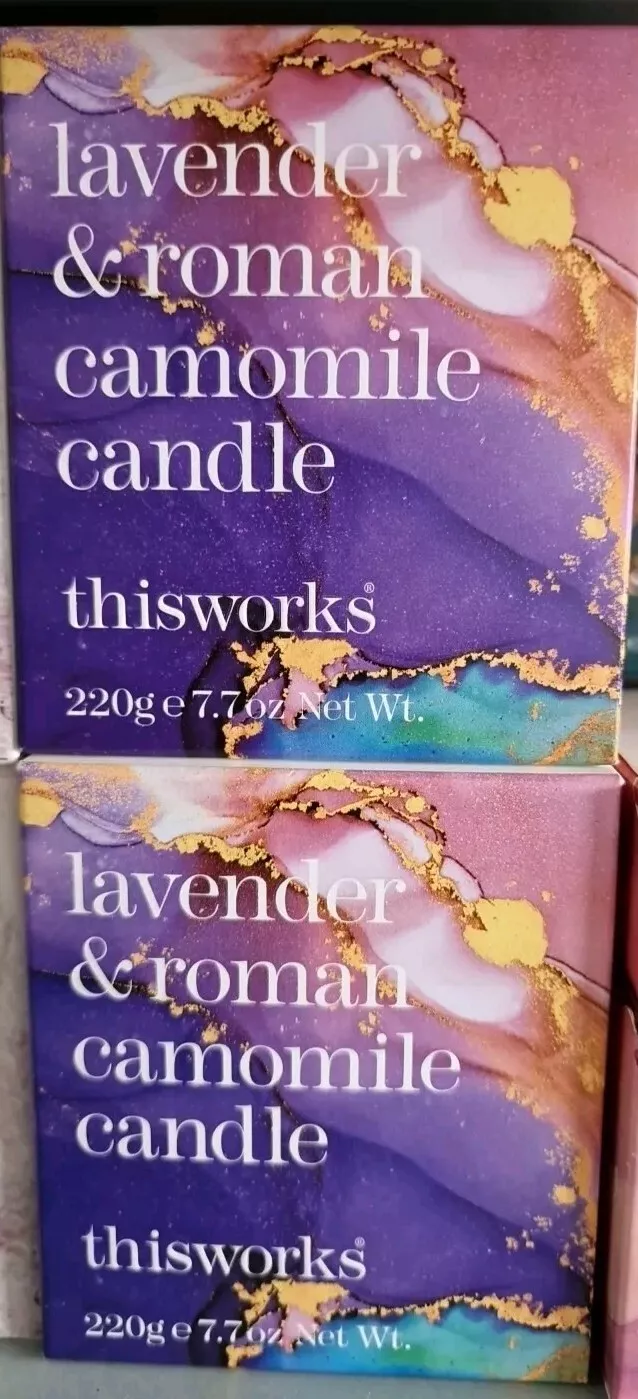 lavender
& roman
camomile
candle
thisworks®
220g e 7.7oz Net Wt.
lavender
& roman
camomile
candle
thisworks®
220g e 7.7oz Net Wt.